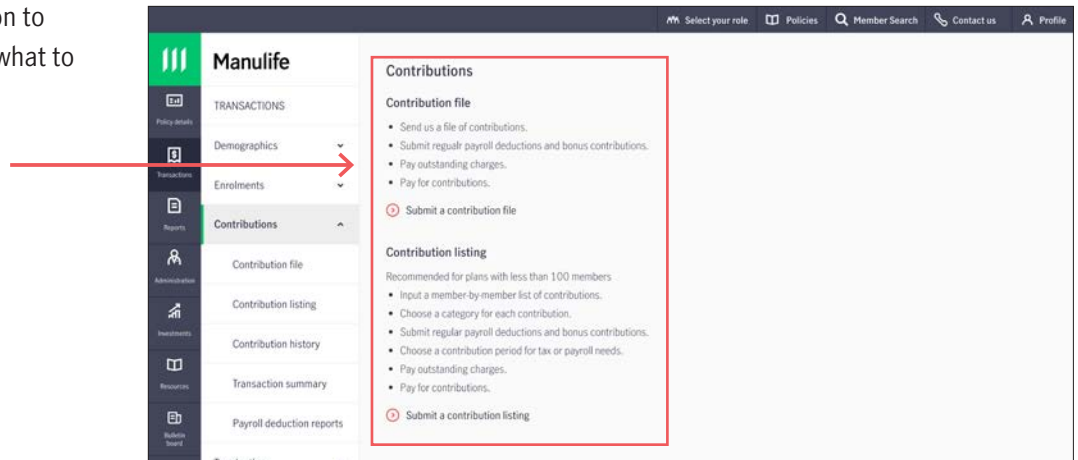 on to
what to
Select your role Policies Member Search Contact us Profile
Manulife
Policy details
Transactions
Reports
Administration
Investments
Resources
Bulletin
board
TRANSACTIONS
Demographics
Enrolments
Contributions
Contribution file
Contribution listing
Contribution history
Transaction summary
Payroll deduction reports
Contributions
Contribution file
• Send us a file of contributions.
• Submit regualr payroll deductions and bonus contributions.
• Pay outstanding charges.
• Pay for contributions.
Submit a contribution file
Contribution listing
Recommended for plans with less than 100 members
• Input a member-by-member list of contributions.
• Choose a category for each contribution.
• Submit regular payroll deductions and bonus contributions.
• Choose a contribution period for tax or payroll needs.
• Pay outstanding charges.
• Pay for contributions.
Submit a contribution listing